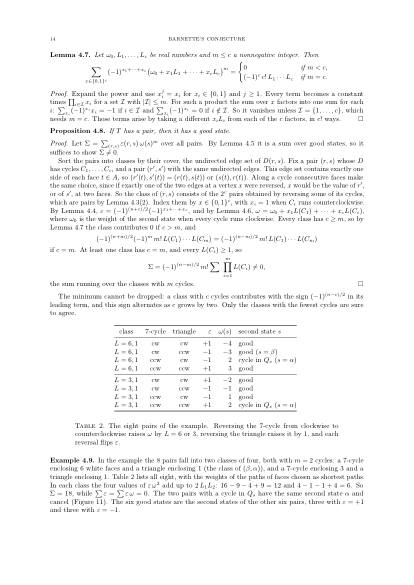 14 BARNETTE'S CONJECTURE
Lemma 4.7. Let ω₀, L₁, . . . , L_c be real numbers and m ≤ c a nonnegative integer. Then
∑_{x∈{0,1}^c} (−1)^{x₁+···+x_c} (ω₀ + x₁L₁ + · · · + x_cL_c)^m = { 0 if m < c,
(−1)^c c! L₁ · · · L_c if m = c.
Proof. Expand the power and use x_i^j = x_i for x_i ∈ {0, 1} and j ≥ 1. Every term becomes a constant
times ∏_{i∈I} x_i for a set I with |I| ≤ m. For such a product the sum over x factors into one sum for each
i: ∑_{x_i}(−1)^{x_i} x_i = −1 if i ∈ I and ∑_{x_i}(−1)^{x_i} = 0 if i ∉ I. So it vanishes unless I = {1, . . . , c}, which
needs m = c. Those terms arise by taking a different x_iL_i from each of the c factors, in c! ways. □
Proposition 4.8. If T has a pair, then it has a good state.
Proof. Let Σ = ∑_{(r,s)} ε(r, s) ω(s)^m over all pairs. By Lemma 4.5 it is a sum over good states, so it
suffices to show Σ ≠ 0.
Sort the pairs into classes by their cover, the undirected edge set of D(r, s). Fix a pair (r, s) whose D
has cycles C₁, . . . , C_c, and a pair (r′, s′) with the same undirected edges. This edge set contains exactly one
side of each face t ∈ A, so (r′(t), s′(t)) = (r(t), s(t)) or (s(t), r(t)). Along a cycle consecutive faces make
the same choice, since if exactly one of the two edges at a vertex x were reversed, x would be the value of r′,
or of s′, at two faces. So the class of (r, s) consists of the 2^c pairs obtained by reversing some of its cycles,
which are pairs by Lemma 4.3(2). Index them by x ∈ {0, 1}^c, with x_i = 1 when C_i runs counterclockwise.
By Lemma 4.4, ε = (−1)^{(n+c)/2}(−1)^{x₁+···+x_c}, and by Lemma 4.6, ω = ω₀ + x₁L(C₁) + · · · + x_cL(C_c),
where ω₀ is the weight of the second state when every cycle runs clockwise. Every class has c ≥ m, so by
Lemma 4.7 the class contributes 0 if c > m, and
(−1)^{(n+m)/2}(−1)^m m! L(C₁) · · · L(C_m) = (−1)^{(n−m)/2} m! L(C₁) · · · L(C_m)
if c = m. At least one class has c = m, and every L(C_i) ≥ 1, so
Σ = (−1)^{(n−m)/2} m! ∑ ∏_{i=1}^m L(C_i) ≠ 0,
the sum running over the classes with m cycles. □
The minimum cannot be dropped: a class with c cycles contributes with the sign (−1)^{(n−c)/2} in its
leading term, and this sign alternates as c grows by two. Only the classes with the fewest cycles are sure
to agree.
class 7-cycle triangle ε ω(s) second state s
L = 6, 1 cw cw +1 −4 good
L = 6, 1 cw ccw −1 −3 good (s = β)
L = 6, 1 ccw cw −1 2 cycle in Q_s (s = α)
L = 6, 1 ccw ccw +1 3 good
L = 3, 1 cw cw +1 −2 good
L = 3, 1 cw ccw −1 −1 good
L = 3, 1 ccw cw −1 1 good
L = 3, 1 ccw ccw +1 2 cycle in Q_s (s = α)
Table 2. The eight pairs of the example. Reversing the 7-cycle from clockwise to
counterclockwise raises ω by L = 6 or 3, reversing the triangle raises it by 1, and each
reversal flips ε.
Example 4.9. In the example the 8 pairs fall into two classes of four, both with m = 2 cycles: a 7-cycle
enclosing 6 white faces and a triangle enclosing 1 (the class of (β, α)), and a 7-cycle enclosing 3 and a
triangle enclosing 1. Table 2 lists all eight, with the weights of the paths of faces chosen as shortest paths
In each class the four values of εω² add up to 2 L₁L₂: 16 − 9 − 4 + 9 = 12 and 4 − 1 − 1 + 4 = 6. So
Σ = 18, while ∑ ε = ∑ εω = 0. The two pairs with a cycle in Q_s have the same second state α and
cancel (Figure 11). The six good states are the second states of the other six pairs, three with ε = +1
and three with ε = −1.